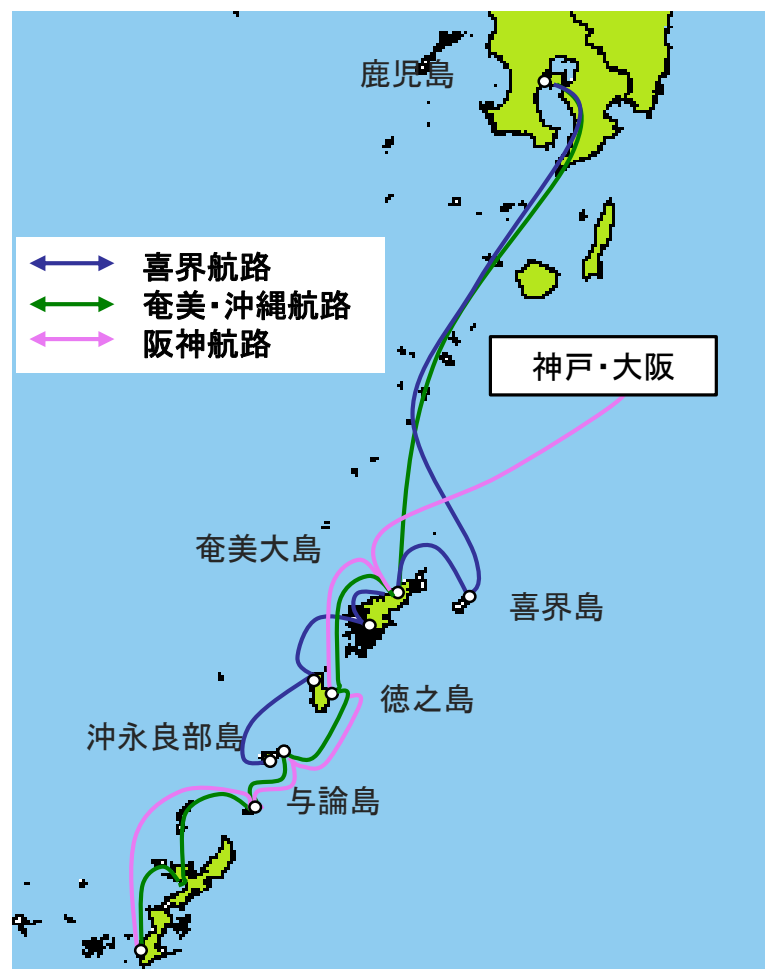 鹿児島
喜界航路
奄美・沖縄航路
阪神航路
神戸・大阪
奄美大島
喜界島
徳之島
沖永良部島
与論島